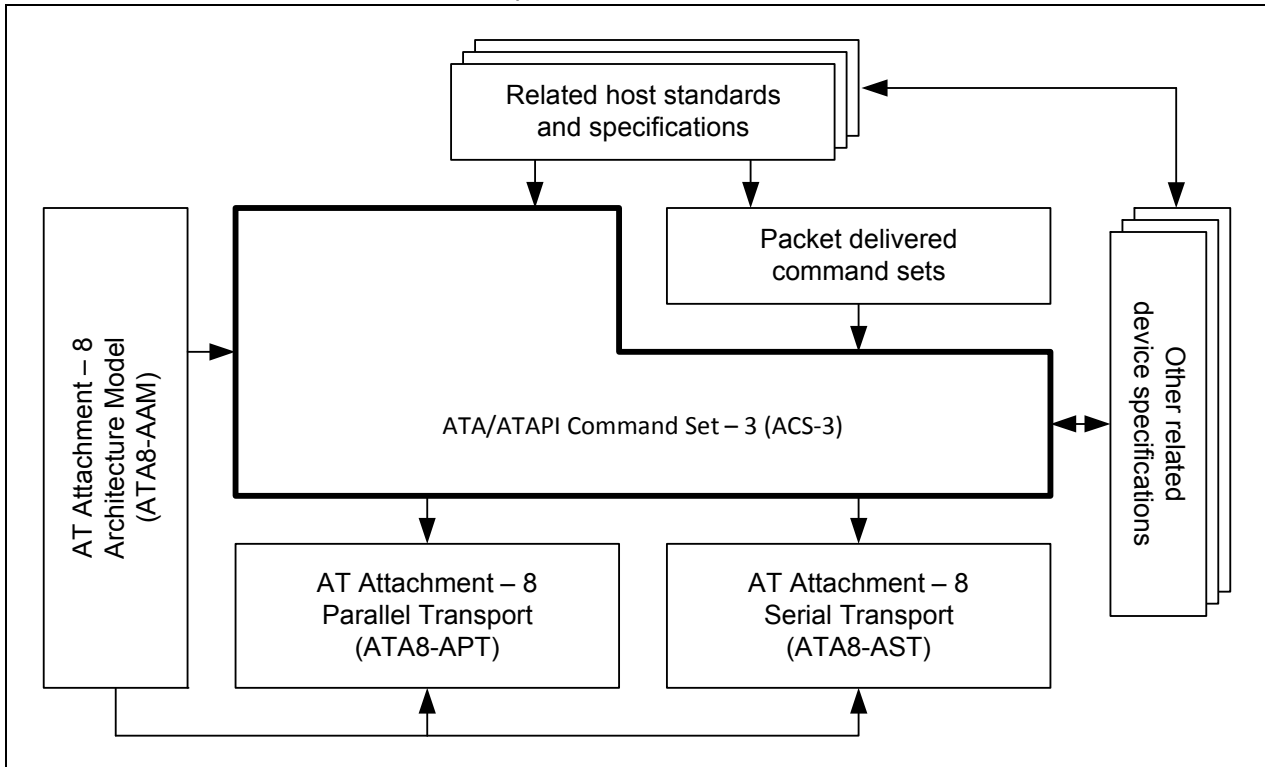 Related host standards
and specifications
Packet delivered
command sets
AT Attachment – 8
Architecture Model
(ATA8-AAM)
ATA/ATAPI Command Set – 3 (ACS-3)
Other related
device specifications
AT Attachment – 8
Parallel Transport
(ATA8-APT)
AT Attachment – 8
Serial Transport
(ATA8-AST)